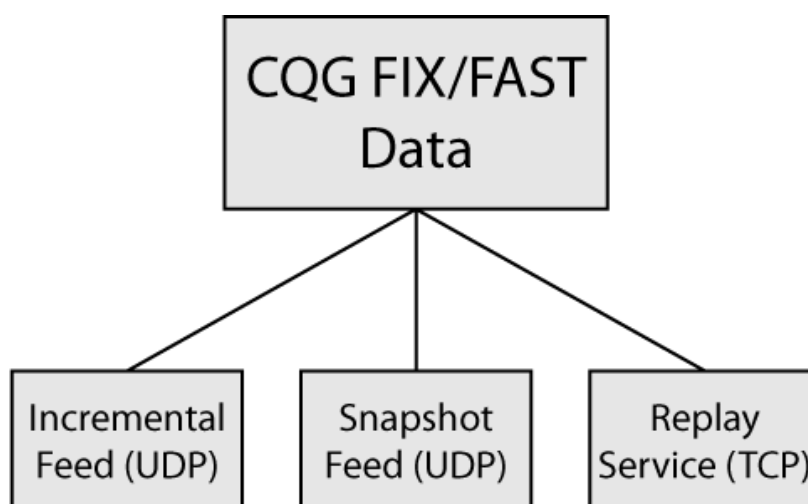 CQG FIX/FAST
Data
Incremental
Feed (UDP)
Snapshot
Feed (UDP)
Replay
Service (TCP)